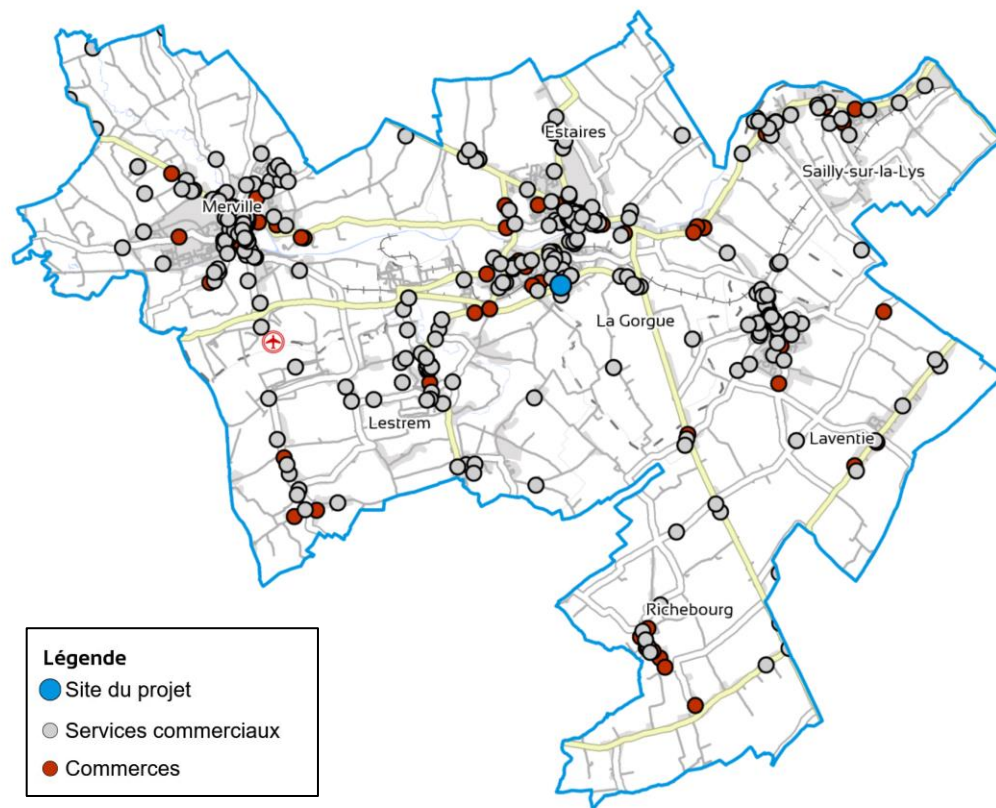 Estaires
Sailly-sur-la-Lys
Merville
La Gorgue
Lestrem
Laventie
Richebourg
Légende
Site du projet
Services commerciaux
Commerces